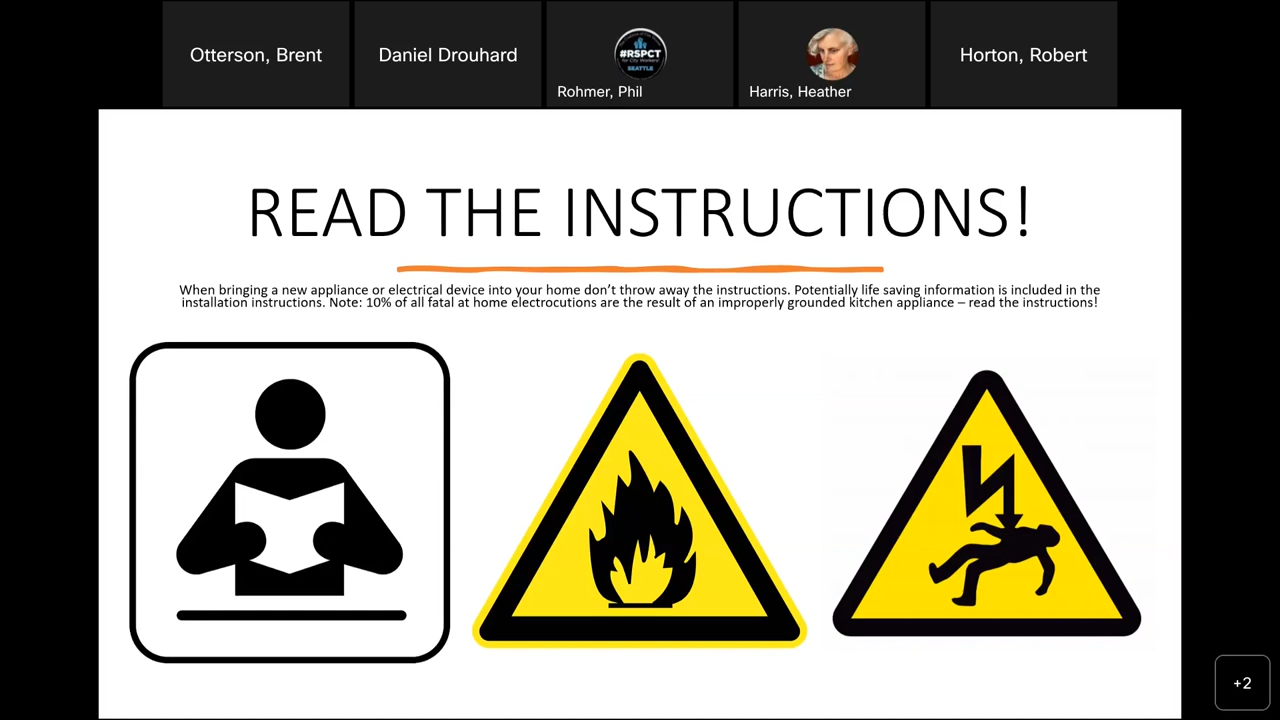 Otterson, Brent
Daniel Drouhard
#RSPCT
for City Workers!
SEATTLE
Rohmer, Phil
Harris, Heather
Horton, Robert
READ THE INSTRUCTIONS!
When bringing a new appliance or electrical device into your home don’t throw away the instructions. Potentially life saving information is included in the
installation instructions. Note: 10% of all fatal at home electrocutions are the result of an improperly grounded kitchen appliance – read the instructions!
+2